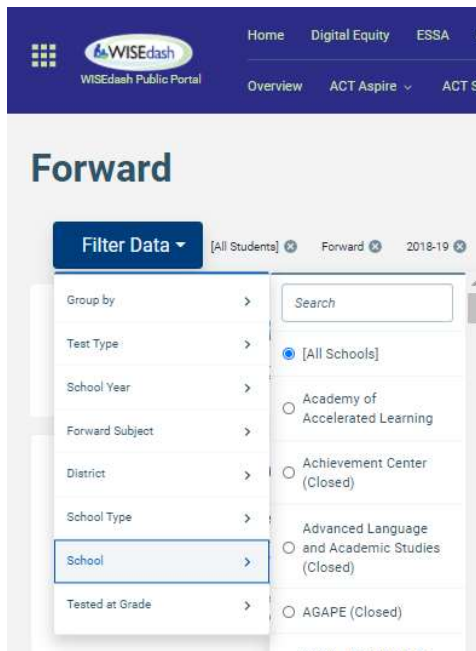 Home Digital Equity ESSA
WISEdash
WISEdash Public Portal
Overview ACT Aspire ACT S
Forward
Filter Data [All Students] Forward 2018-19
Group by
Test Type
School Year
Forward Subject
District
School Type
School
Tested at Grade
Search
[All Schools]
Academy of
Accelerated Learning
Achievement Center
(Closed)
Advanced Language
and Academic Studies
(Closed)
AGAPE (Closed)